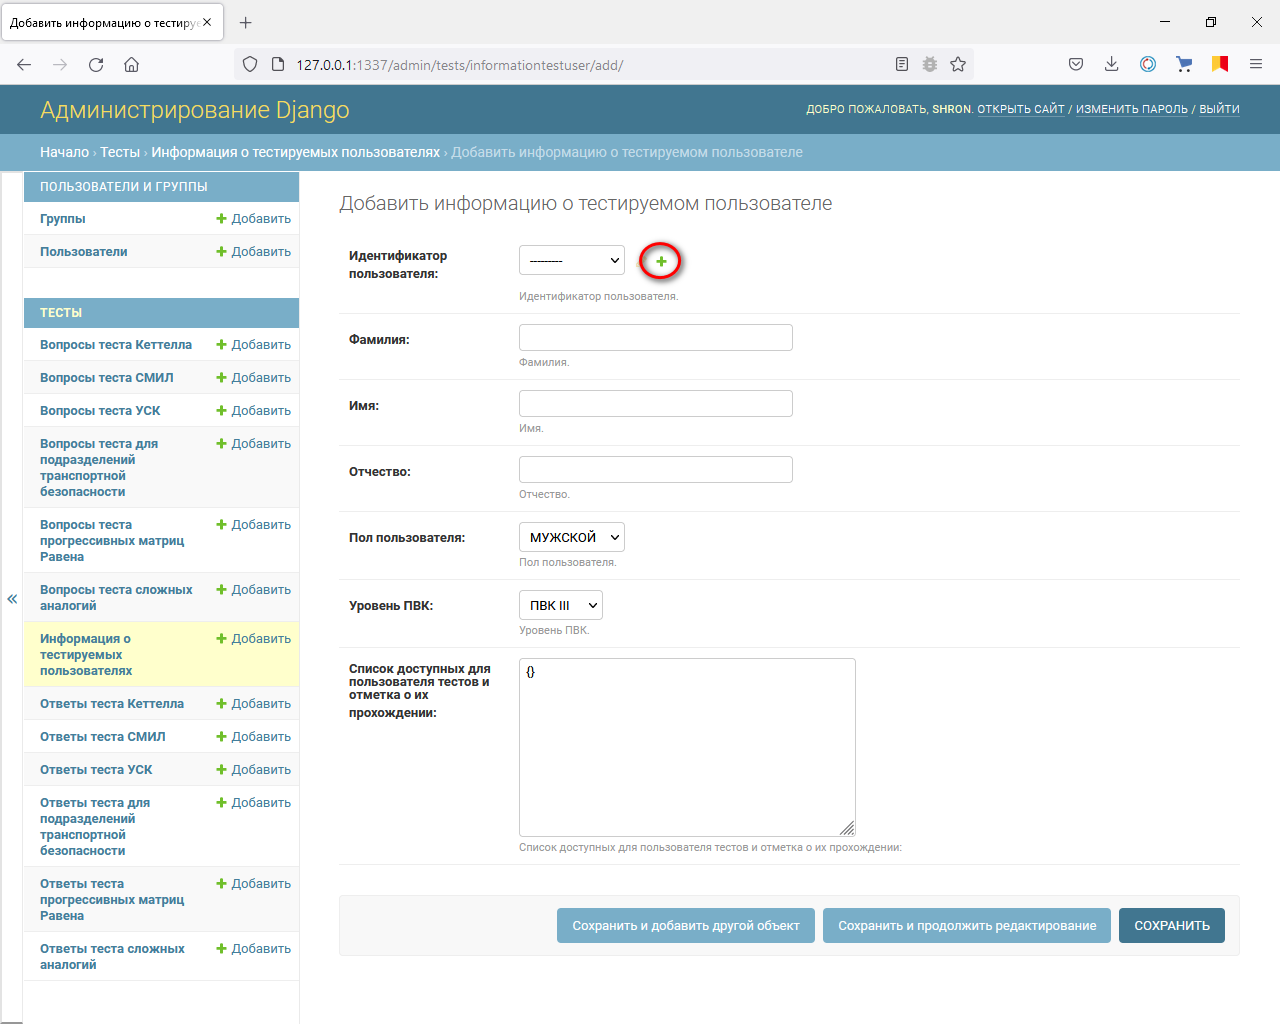 Добавить информацию о тестируе
127.0.0.1:1337/admin/tests/informationtestuser/add/
Администрирование Django
ДОБРО ПОЖАЛОВАТЬ, SHRON. ОТКРЫТЬ САЙТ / ИЗМЕНИТЬ ПАРОЛЬ / ВЫЙТИ
Начало › Тесты › Информация о тестируемых пользователях › Добавить информацию о тестируемом пользователе
ПОЛЬЗОВАТЕЛИ И ГРУППЫ
Группы
Добавить
Пользователи
Добавить
ТЕСТЫ
Вопросы теста Кеттелла
Добавить
Вопросы теста СМИЛ
Добавить
Вопросы теста УСК
Добавить
Вопросы теста для
подразделений
транспортной
безопасности
Добавить
Вопросы теста
прогрессивных матриц
Равена
Добавить
Вопросы теста сложных
аналогий
Добавить
Информация о
тестируемых
пользователях
Добавить
Ответы теста Кеттелла
Добавить
Ответы теста СМИЛ
Добавить
Ответы теста УСК
Добавить
Ответы теста для
подразделений
транспортной
безопасности
Добавить
Ответы теста
прогрессивных матриц
Равена
Добавить
Ответы теста сложных
аналогий
Добавить
«
Добавить информацию о тестируемом пользователе
Идентификатор
пользователя:
---------
Идентификатор пользователя.
Фамилия:
Фамилия.
Имя:
Имя.
Отчество:
Отчество.
Пол пользователя:
МУЖСКОЙ
Пол пользователя.
Уровень ПВК:
ПВК III
Уровень ПВК.
Список доступных для
пользователя тестов и
отметка о их
прохождении:
{}
Список доступных для пользователя тестов и отметка о их прохождении:
Сохранить и добавить другой объект
Сохранить и продолжить редактирование
СОХРАНИТЬ